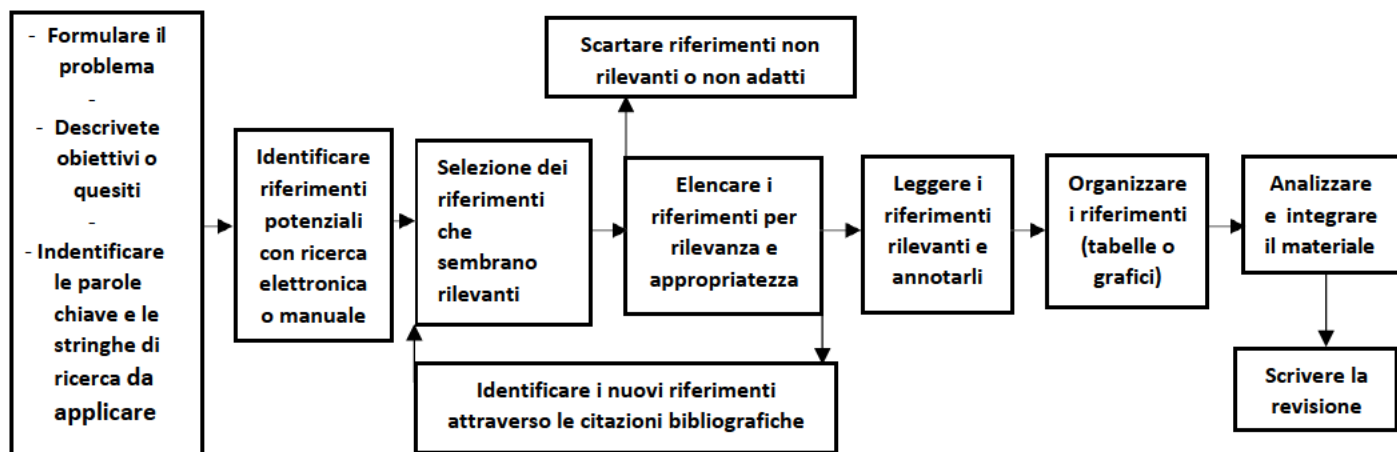 - Formulare il
problema
-
- Descrivete
obiettivi o
quesiti
-
- Indentificare
le parole
chiave e le
stringhe di
ricerca da
applicare
Identificare
riferimenti
potenziali
con ricerca
elettronica
o manuale
Selezione dei
riferimenti
che
sembrano
rilevanti
Scartare riferimenti non
rilevanti o non adatti
Elencare i
riferimenti per
rilevanza e
appropriatezza
Identificare i nuovi riferimenti
attraverso le citazioni bibliografiche
Leggere i
riferimenti
rilevanti e
annotarli
Organizzare
i riferimenti
(tabelle o
grafici)
Analizzare
e integrare
il materiale
Scrivere la
revisione